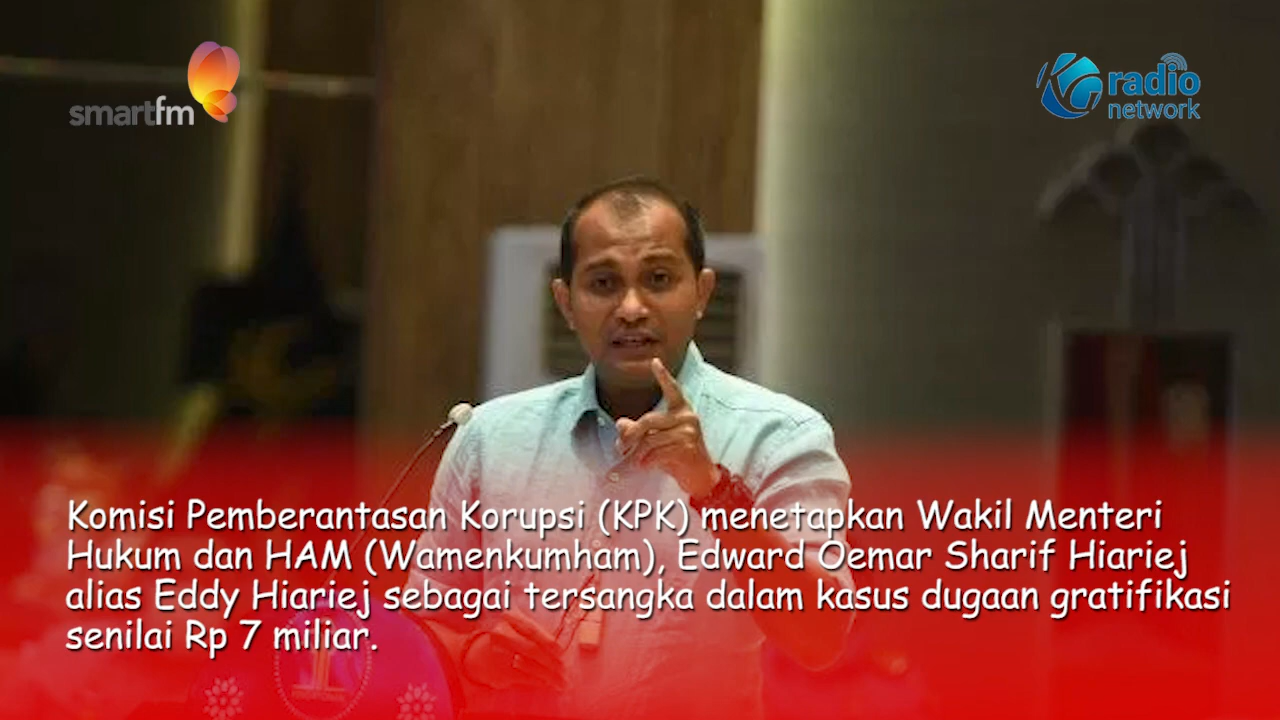 smartfm
KG radio
network
Komisi Pemberantasan Korupsi (KPK) menetapkan Wakil Menteri
Hukum dan HAM (Wamenkumham), Edward Oemar Sharif Hiariej
alias Eddy Hiariej sebagai tersangka dalam kasus dugaan gratifikasi
senilai Rp 7 miliar.